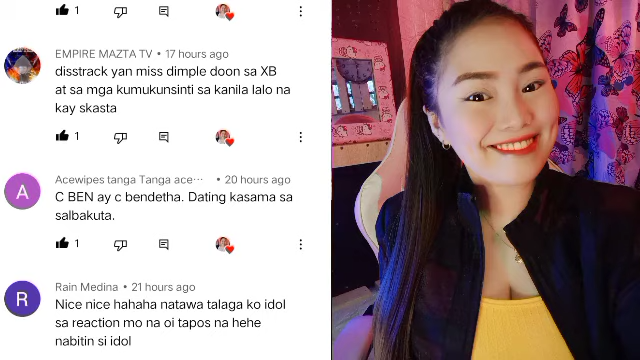 1
EMPIRE MAZTA TV • 17 hours ago
disstrack yan miss dimple doon sa XB
at sa mga kumukunsinti sa kanila lalo na
kay skasta
1
A
Acewipes tanga Tanga ace··· • 20 hours ago
C BEN ay c bendetha. Dating kasama sa
salbakuta.
1
R
Rain Medina • 21 hours ago
Nice nice hahaha natawa talaga ko idol
sa reaction mo na oi tapos na hehe
nabitin si idol